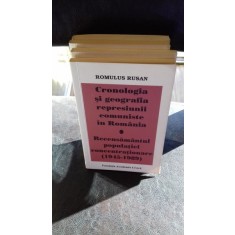 ROMULUS RUSAN
Cronologia
și geografia
represiunii
comuniste
în România
Recensământul
populației
concentraționare
(1945-1989)